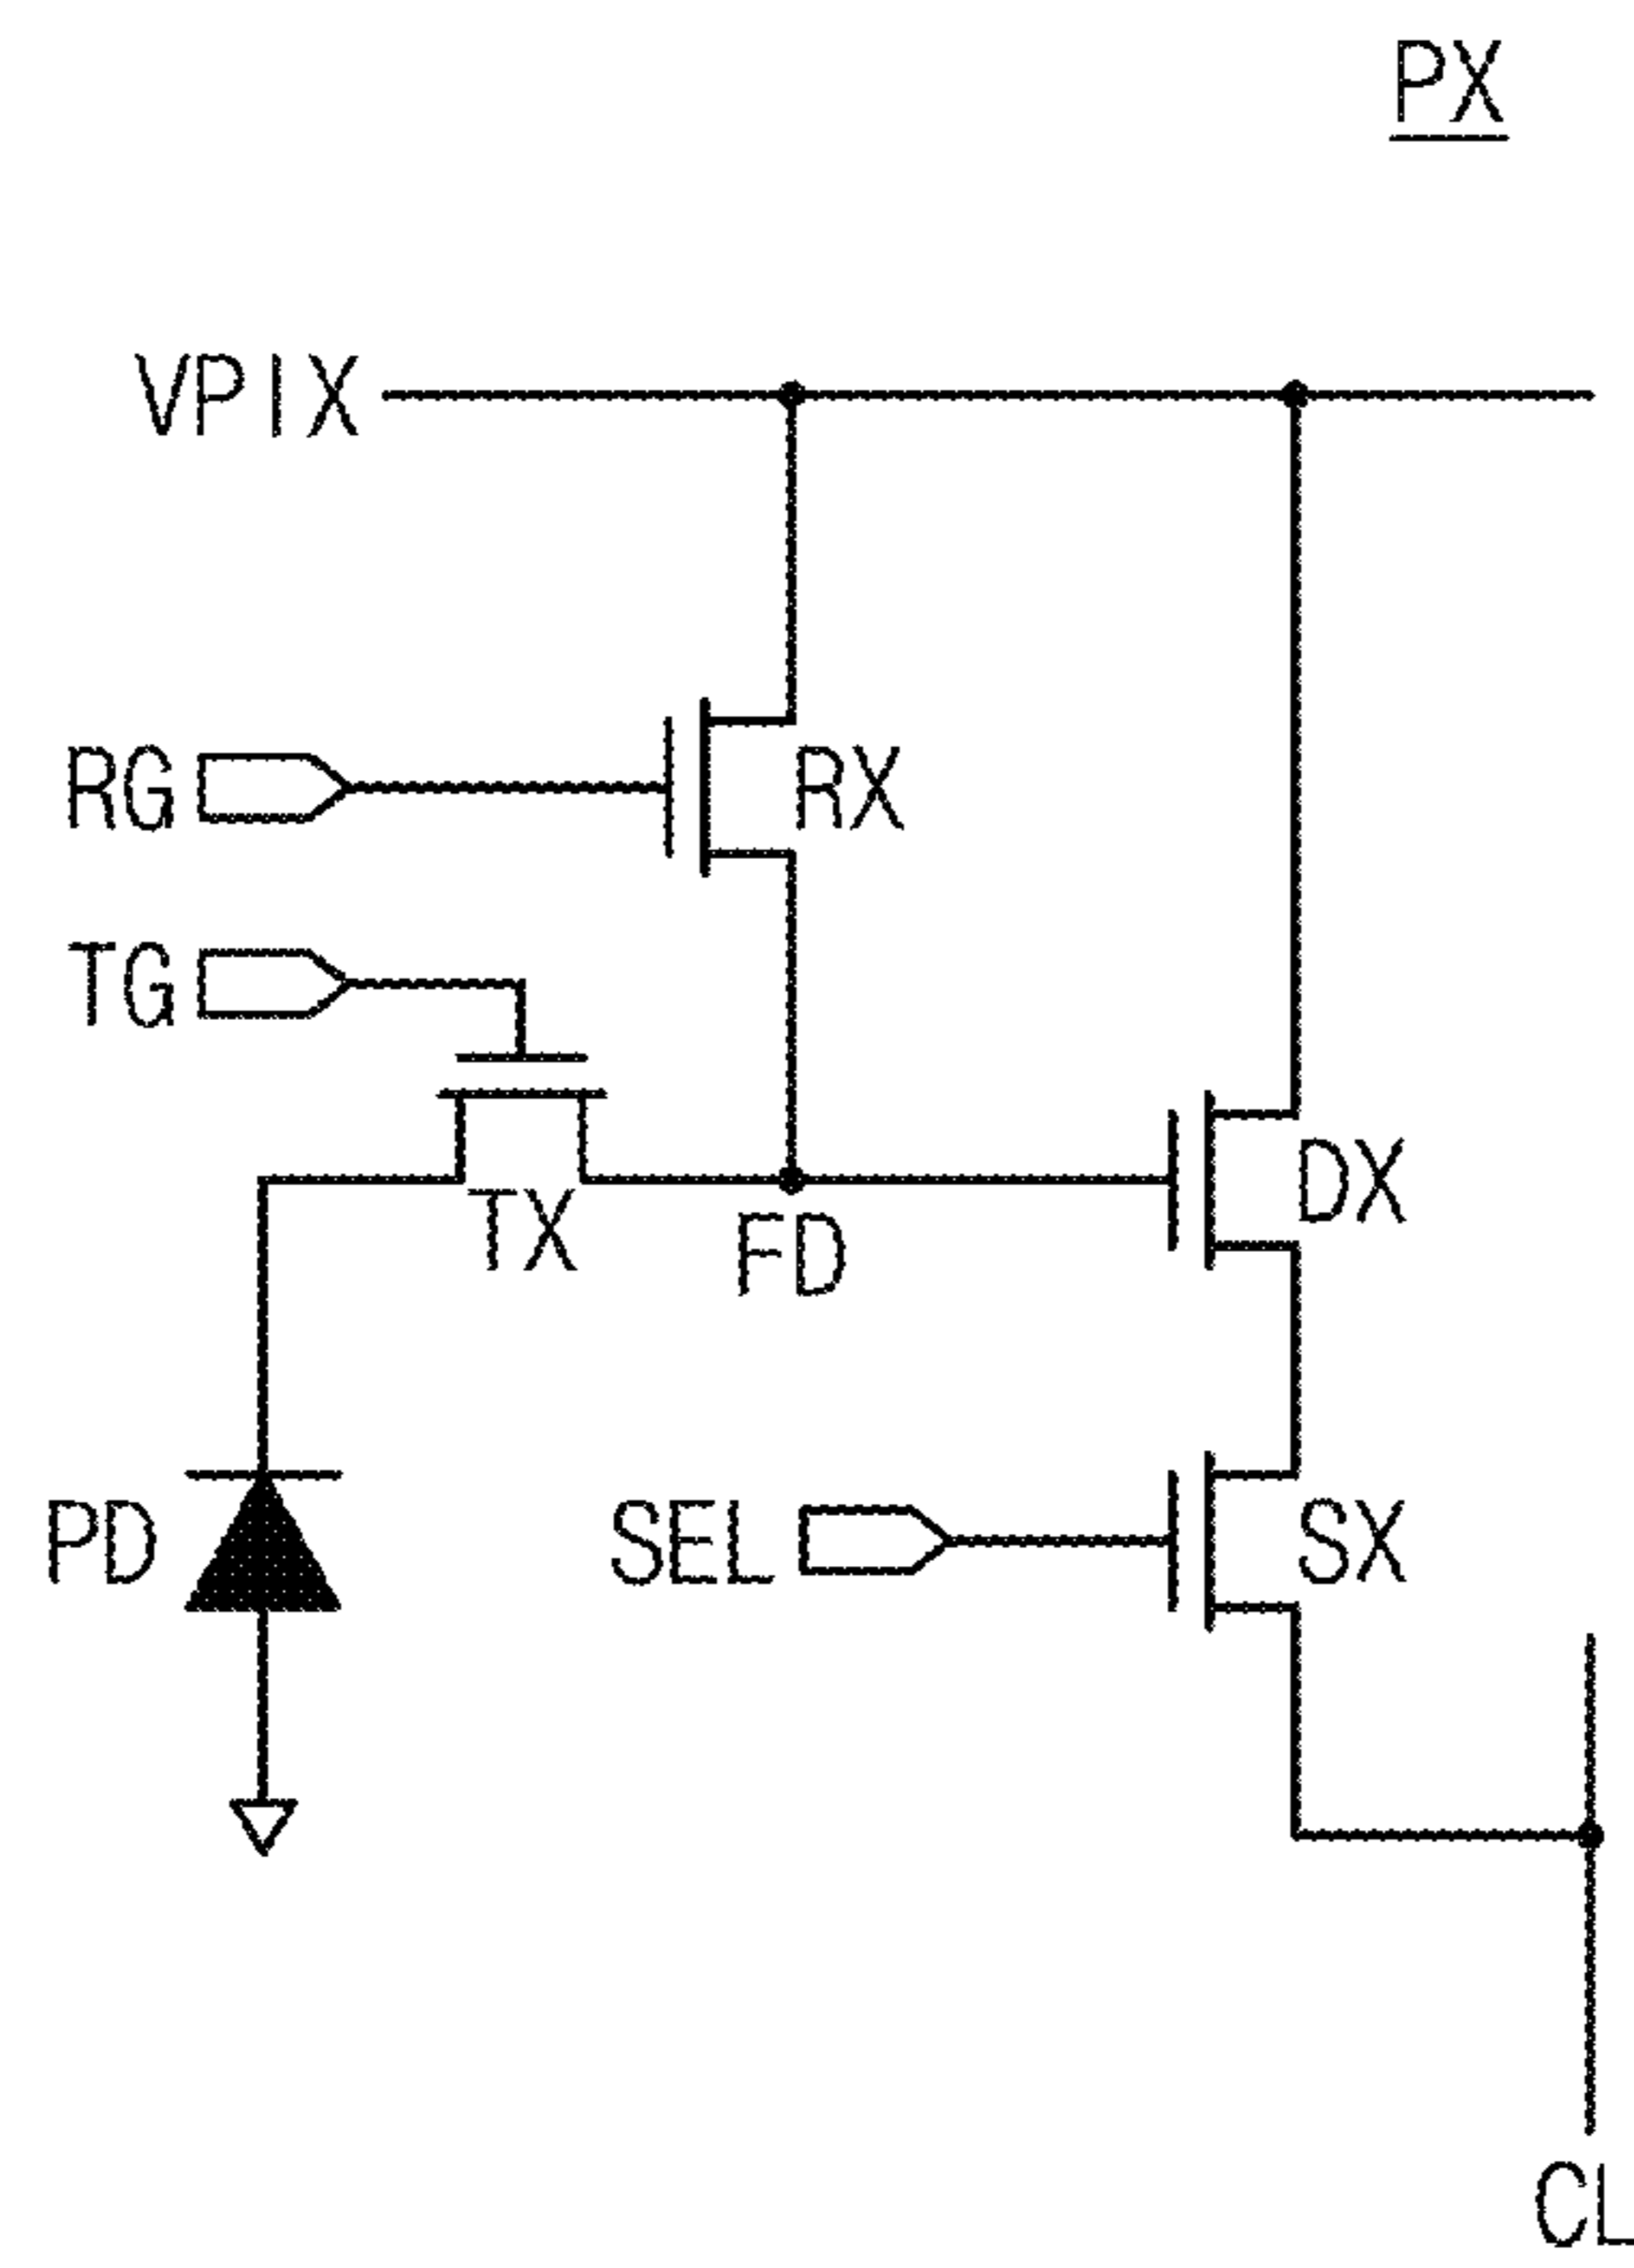 PX
VPIX
RG
RX
TG
TX
FD
DX
PD
SEL
SX
CL